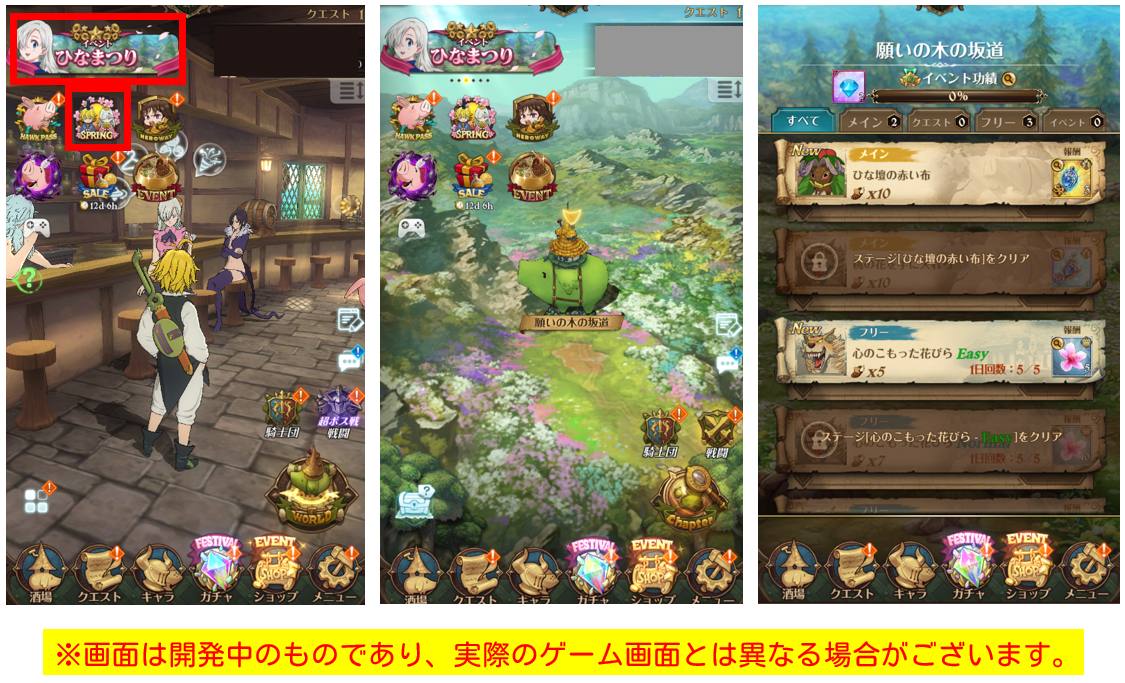 クエスト 1
イベント
ひなまつり
HAWK PASS
SPRING
HERO WAY
SALE
EVENT
12d 6h
騎士団
超ボス戦
戦闘
WORLD
FESTIVAL
EVENT
SHOP
酒場
クエスト
キャラ
ガチャ
ショップ
メニュー
クエスト 1
イベント
ひなまつり
HAWK PASS
SPRING
HERO WAY
SALE
EVENT
12d 6h
願いの木の坂道
騎士団
戦闘
Chapter
FESTIVAL
EVENT
SHOP
酒場
クエスト
キャラ
ガチャ
ショップ
メニュー
願いの木の坂道
イベント功績
0%
すべて
メイン 2
クエスト 0
フリー 3
イベント 0
New
メイン
報酬
ひな壇の赤い布
x10
3
メイン
報酬
ステージ[ひな壇の赤い布]をクリア
x10
New
フリー
報酬
心のこもった花びら Easy
x5
1日回数:5/5
5
フリー
報酬
ステージ[心のこもった花びら - Easy]をクリア
x7
1日回数:5/5
フリー
FESTIVAL
EVENT
SHOP
酒場
クエスト
キャラ
ガチャ
ショップ
メニュー
※画面は開発中のものであり、実際のゲーム画面とは異なる場合がございます。